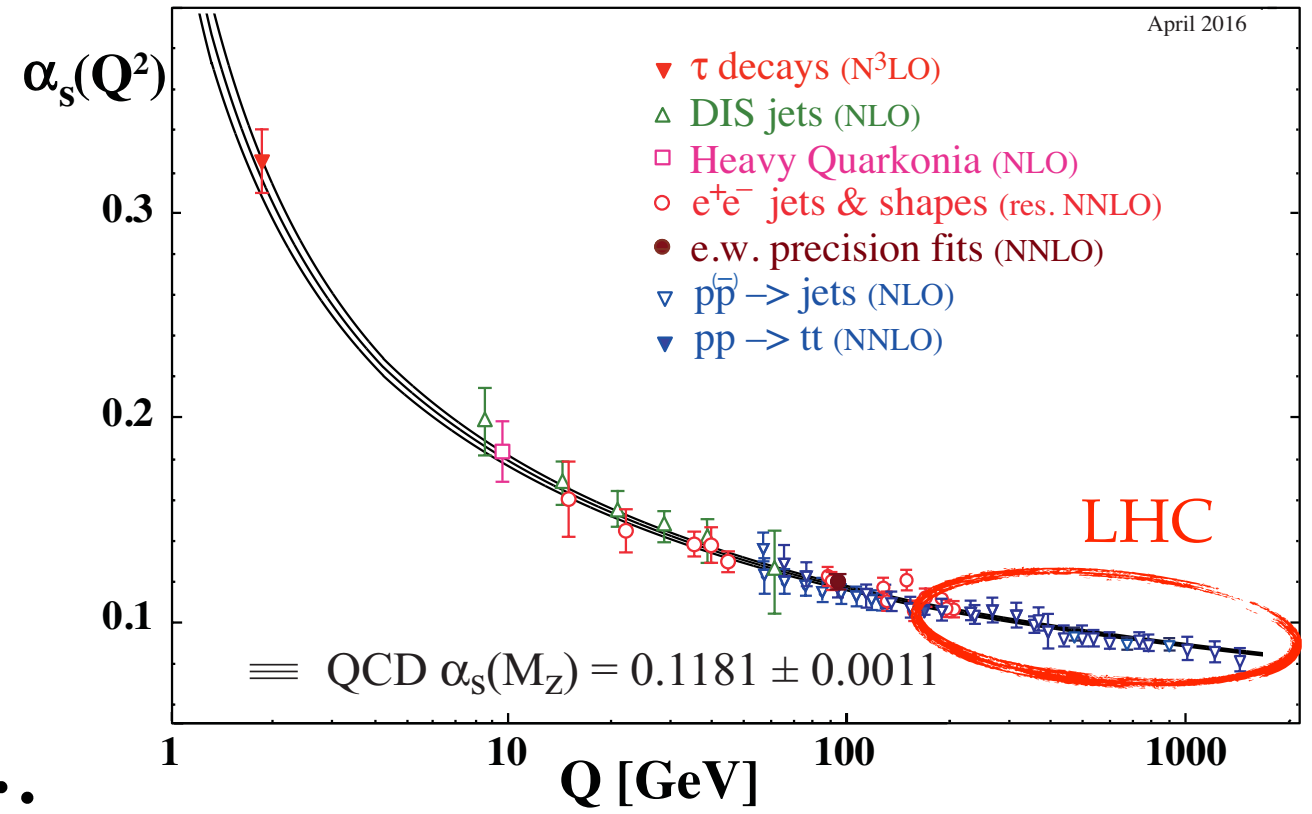 April 2016
αs(Q²)
τ decays (N³LO)
DIS jets (NLO)
Heavy Quarkonia (NLO)
e⁺e⁻ jets & shapes (res. NNLO)
e.w. precision fits (NNLO)
pp̅⁽⁾ –> jets (NLO)
pp –> tt (NNLO)
0.3
0.2
LHC
0.1
≡ QCD αs(Mz) = 0.1181 ± 0.0011
1 10 100 1000
Q [GeV]
..